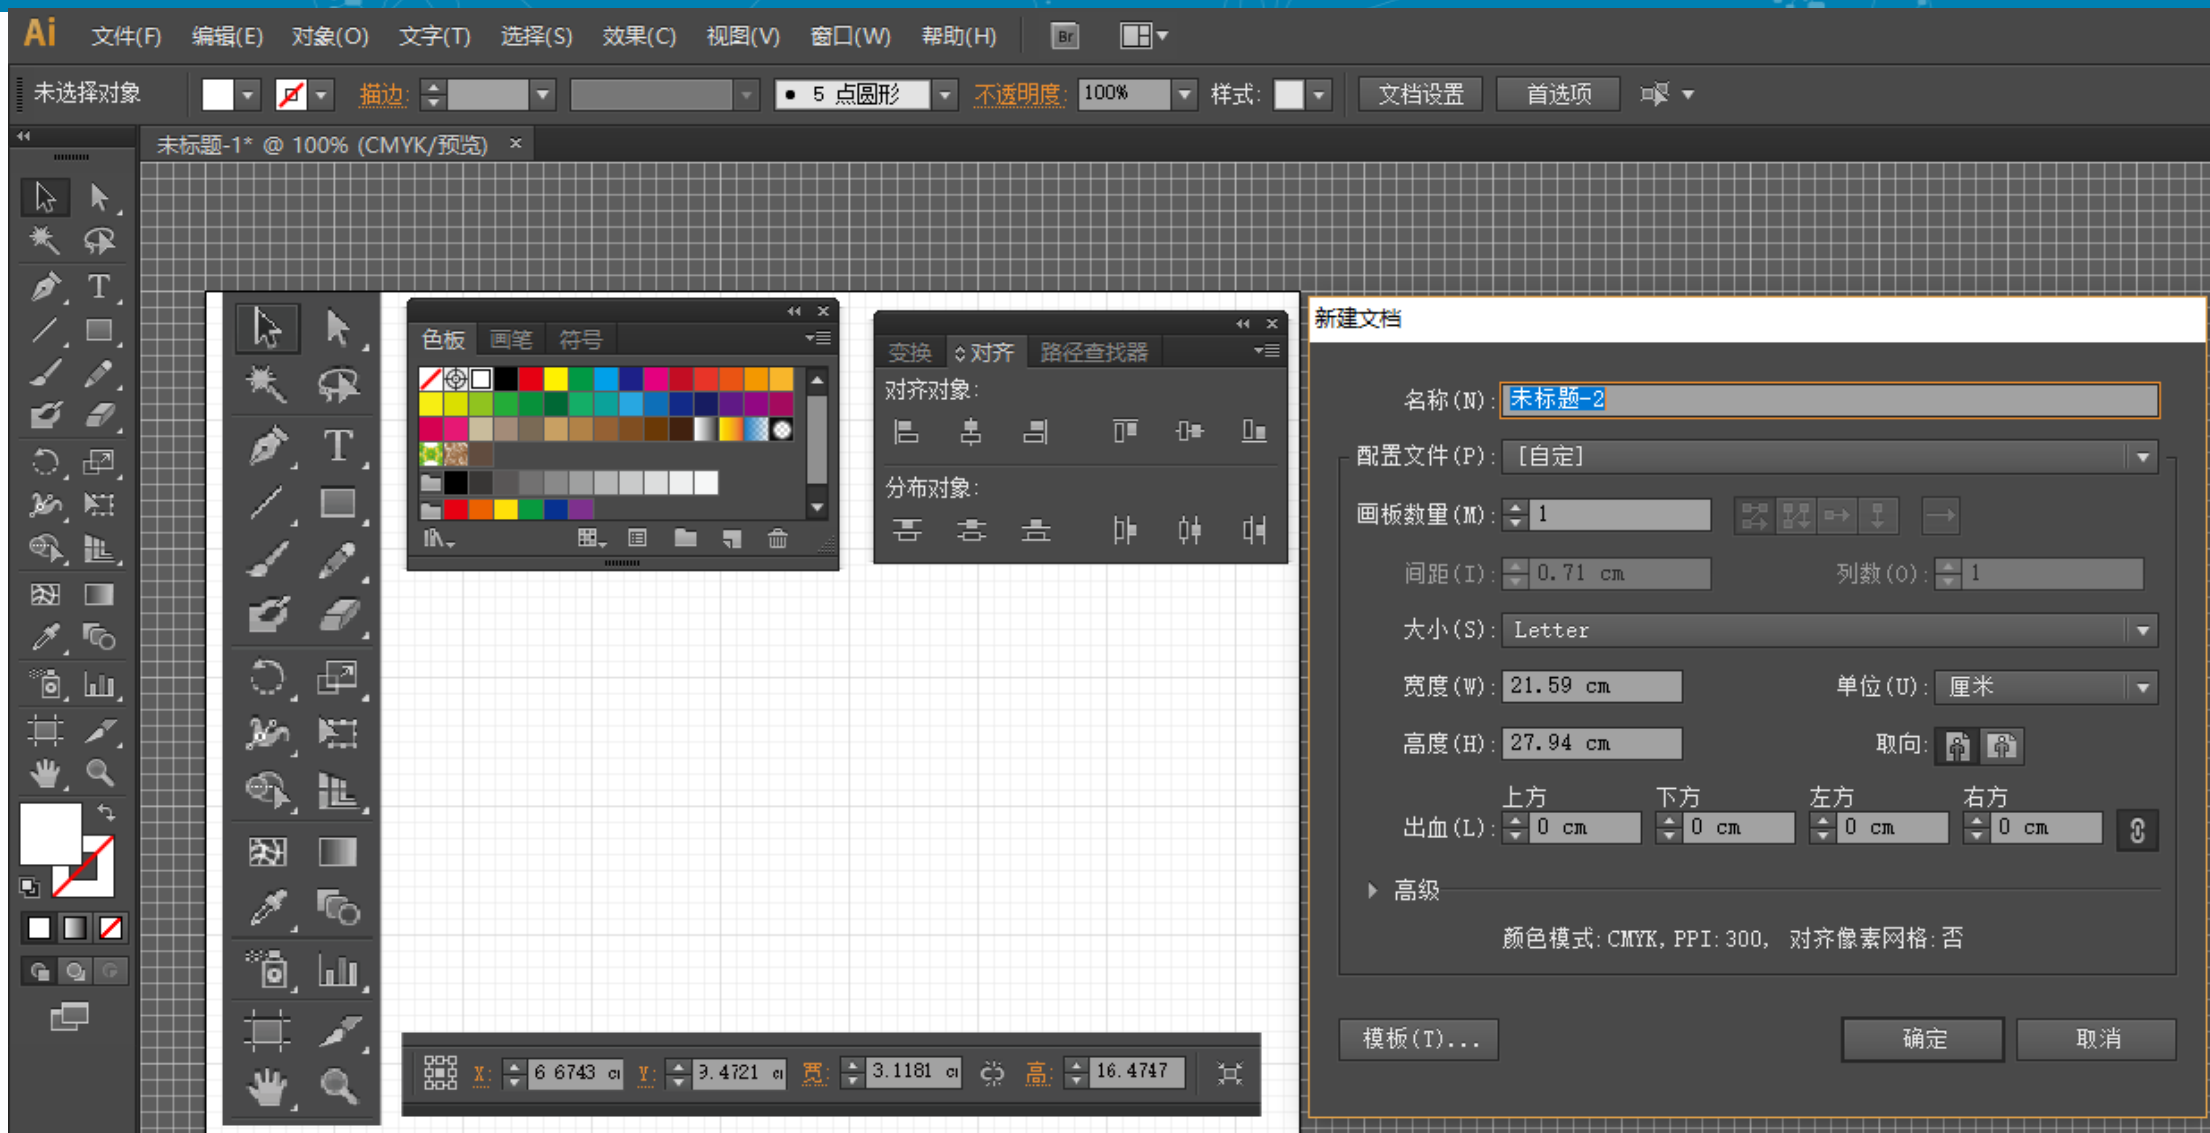 Ai 文件(F) 编辑(E) 对象(O) 文字(T) 选择(S) 效果(C) 视图(V) 窗口(W) 帮助(H) Br
未选择对象 描边: 5 点圆形 不透明度: 100% 样式: 文档设置 首选项
未标题-1* @ 100% (CMYK/预览) ×
色板 画笔 符号
变换 对齐 路径查找器
对齐对象:
分布对象:
新建文档
名称(N): 未标题-2
配置文件(P): [自定]
画板数量(M): 1
间距(I): 0.71 cm 列数(O): 1
大小(S): Letter
宽度(W): 21.59 cm 单位(U): 厘米
高度(H): 27.94 cm 取向:
上方 下方 左方 右方
出血(L): 0 cm 0 cm 0 cm 0 cm
高级
颜色模式:CMYK, PPI:300, 对齐像素网格:否
模板(T)... 确定 取消
X: 6.6743 Y: 9.4721 宽: 3.1181 高: 16.4747